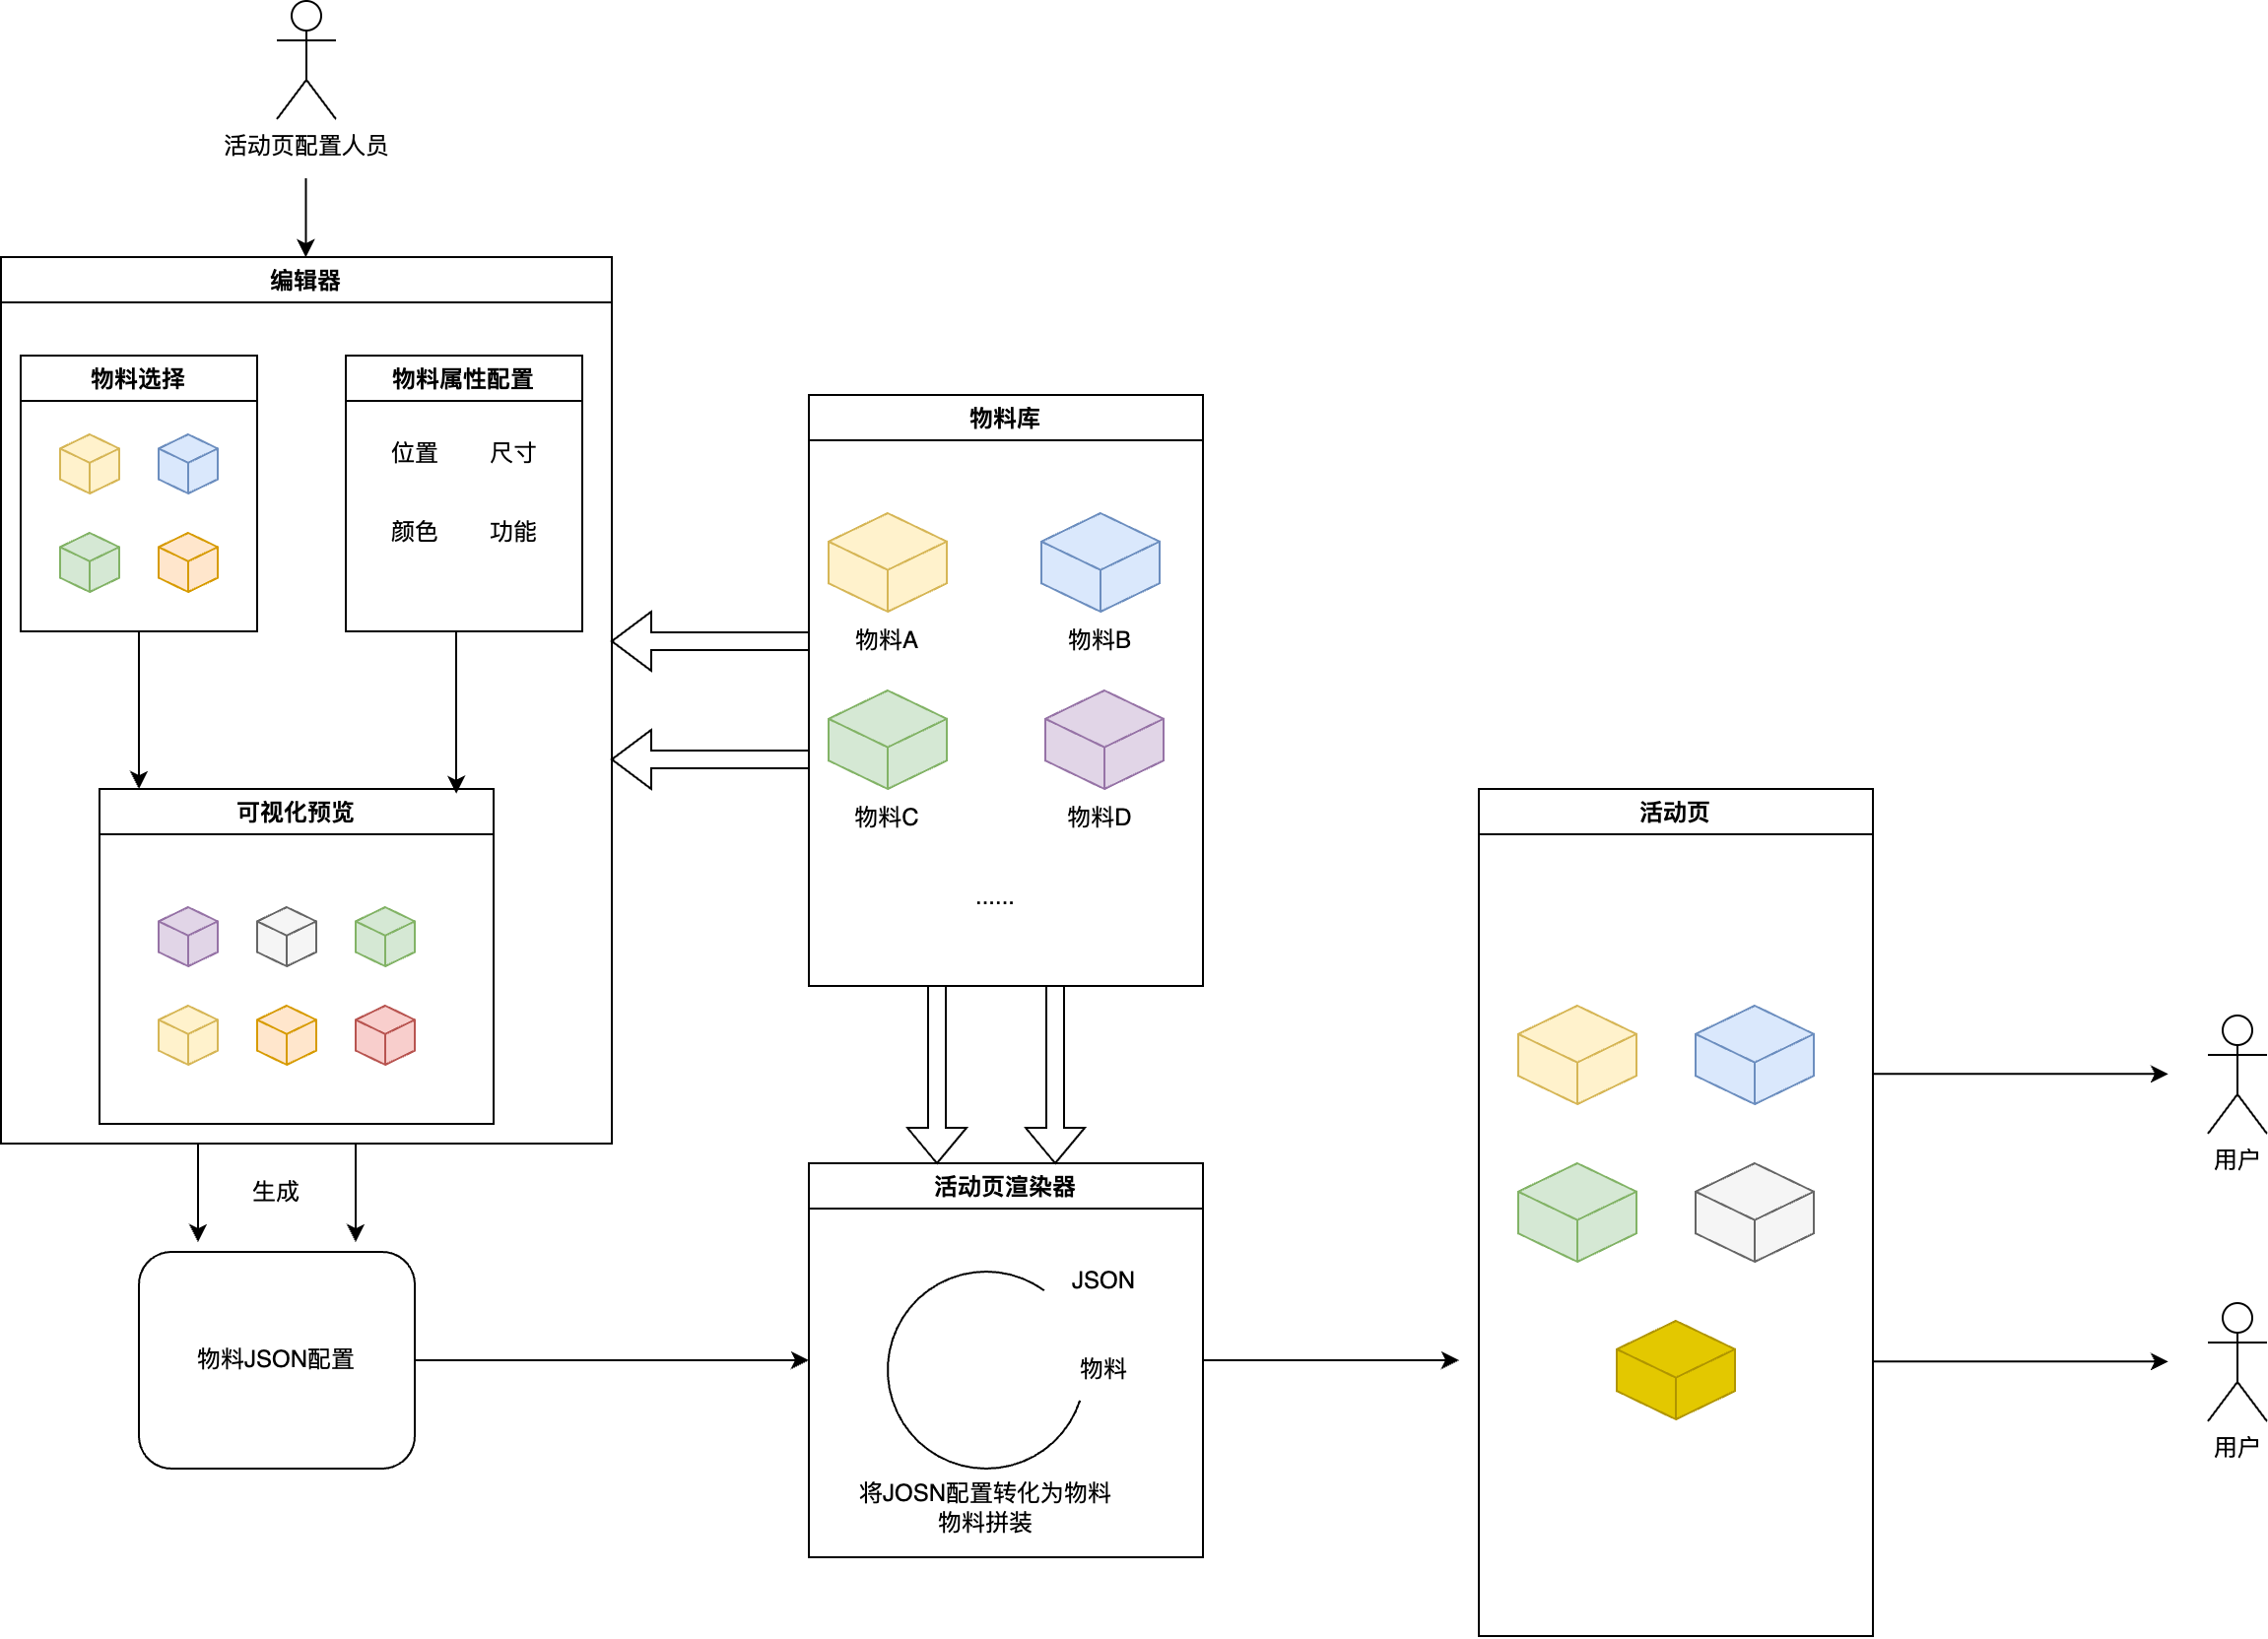 活动页配置人员
编辑器
物料选择
物料属性配置
位置
尺寸
颜色
功能
可视化预览
生成
物料JSON配置
物料库
物料A
物料B
物料C
物料D
......
活动页渲染器
JSON
物料
将JOSN配置转化为物料
物料拼装
活动页
用户
用户